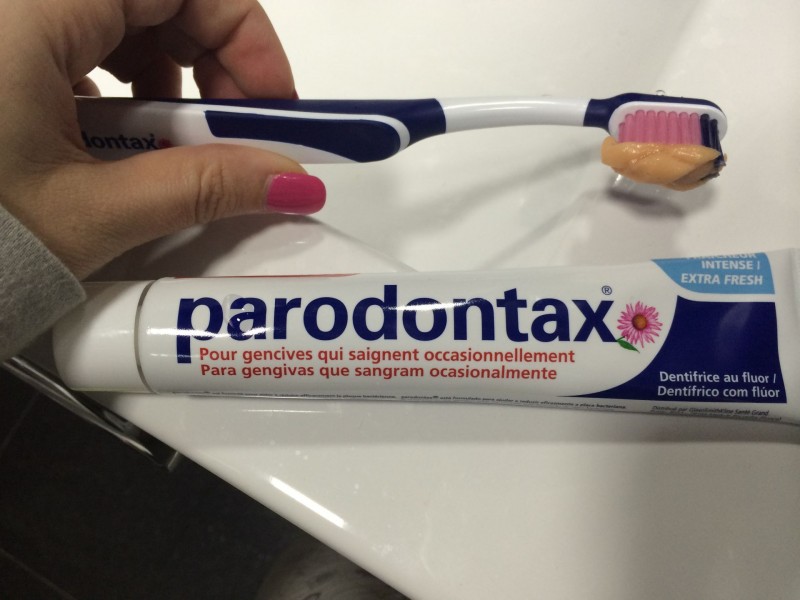 dontax
parodontax®
INTENSE /
EXTRA FRESH
Pour gencives qui saignent occasionnellement
Para gengivas que sangram ocasionalmente
Dentifrice au fluor /
Dentífrico com flúor